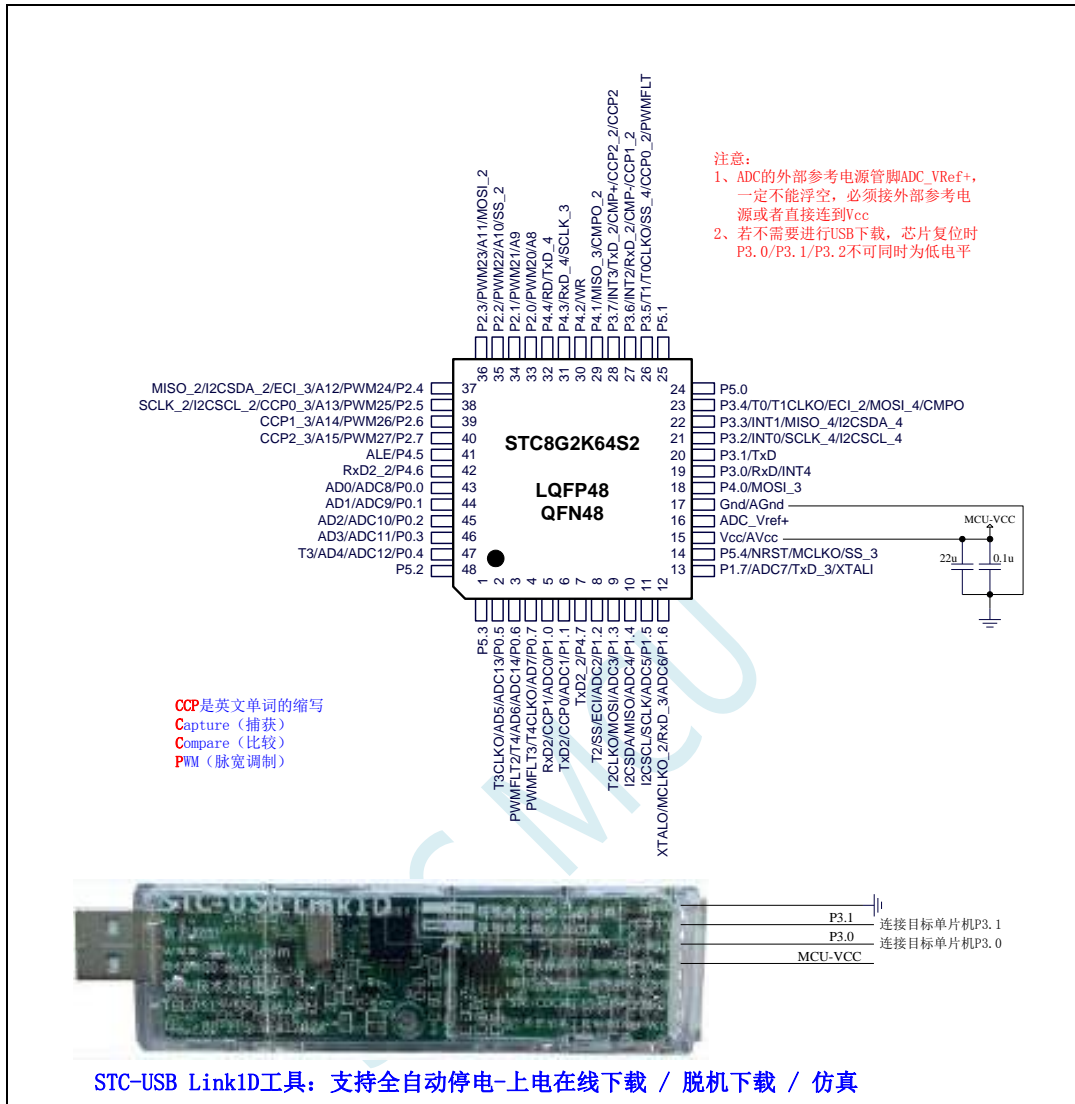 P2.3/PWM23/A11/MOSI_2
P2.2/PWM22/A10/SS_2
P2.1/PWM21/A9
P2.0/PWM20/A8
P4.4/RD/TxD_4
P4.3/RxD_4/SCLK_3
P4.2/WR
P4.1/MISO_3/CMPO_2
P3.7/INT3/TxD_2/CMP+/CCP2_2/CCP2
P3.6/INT2/RxD_2/CMP-/CCP1_2
P3.5/T1/T0CLKO/SS_4/CCP0_2/PWMFLT
P5.1
注意:
1、ADC的外部参考电源管脚ADC_VRef+,
一定不能浮空,必须接外部参考电
源或者直接连到Vcc
2、若不需要进行USB下载,芯片复位时
P3.0/P3.1/P3.2不可同时为低电平
36 35 34 33 32 31 30 29 28 27 26 25
MISO_2/I2CSDA_2/ECI_3/A12/PWM24/P2.4 37
SCLK_2/I2CSCL_2/CCP0_3/A13/PWM25/P2.5 38
CCP1_3/A14/PWM26/P2.6 39
CCP2_3/A15/PWM27/P2.7 40
ALE/P4.5 41
RxD2_2/P4.6 42
AD0/ADC8/P0.0 43
AD1/ADC9/P0.1 44
AD2/ADC10/P0.2 45
AD3/ADC11/P0.3 46
T3/AD4/ADC12/P0.4 47
P5.2 48
STC8G2K64S2
LQFP48
QFN48
24 P5.0
23 P3.4/T0/T1CLKO/ECI_2/MOSI_4/CMPO
22 P3.3/INT1/MISO_4/I2CSDA_4
21 P3.2/INT0/SCLK_4/I2CSCL_4
20 P3.1/TxD
19 P3.0/RxD/INT4
18 P4.0/MOSI_3
17 Gnd/AGnd
16 ADC_Vref+
15 Vcc/AVcc
14 P5.4/NRST/MCLKO/SS_3
13 P1.7/ADC7/TxD_3/XTALI
MCU-VCC
22u 0.1u
1 2 3 4 5 6 7 8 9 10 11 12
P5.3
T3CLKO/AD5/ADC13/P0.5
PWMFLT2/T4/AD6/ADC14/P0.6
PWMFLT3/T4CLKO/AD7/P0.7
RxD2/CCP1/ADC0/P1.0
TxD2/CCP0/ADC1/P1.1
TxD2_2/P4.7
T2/SS/ECI/ADC2/P1.2
T2CLKO/MOSI/ADC3/P1.3
I2CSDA/MISO/ADC4/P1.4
I2CSCL/SCLK/ADC5/P1.5
XTALO/MCLKO_2/RxD_3/ADC6/P1.6
CCP是英文单词的缩写
Capture(捕获)
Compare(比较)
PWM(脉宽调制)
STC-USB Link1D
P3.1 连接目标单片机P3.1
P3.0 连接目标单片机P3.0
MCU-VCC
STC-USB Link1D工具: 支持全自动停电-上电在线下载 / 脱机下载 / 仿真